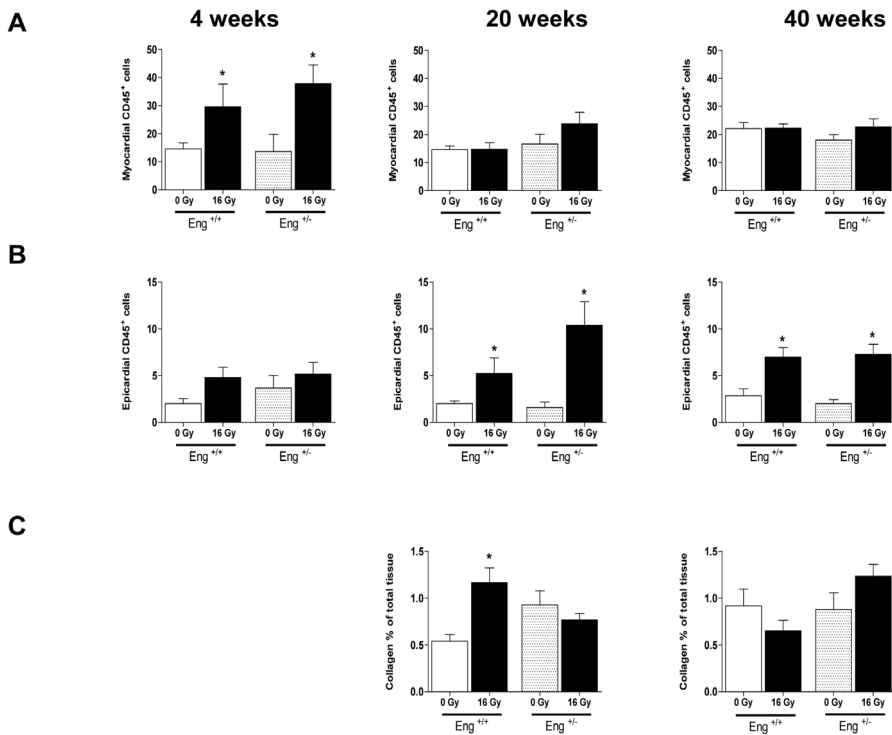 4 weeks 20 weeks 40 weeks
A
Myocardial CD45⁺ cells
50
40
30
20
10
0
* *
0 Gy 16 Gy 0 Gy 16 Gy
Eng +/+ Eng +/-
Myocardial CD45⁺ cells
50
40
30
20
10
0
0 Gy 16 Gy 0 Gy 16 Gy
Eng +/+ Eng +/-
Myocardial CD45⁺ cells
50
40
30
20
10
0
0 Gy 16 Gy 0 Gy 16 Gy
Eng +/+ Eng +/-
B
Epicardial CD45⁺ cells
15
10
5
0
0 Gy 16 Gy 0 Gy 16 Gy
Eng +/+ Eng +/-
Epicardial CD45⁺ cells
15
10
5
0
* *
0 Gy 16 Gy 0 Gy 16 Gy
Eng +/+ Eng +/-
Epicardial CD45⁺ cells
15
10
5
0
* *
0 Gy 16 Gy 0 Gy 16 Gy
Eng +/+ Eng +/-
C
Collagen % of total tissue
1.5
1.0
0.5
0.0
*
0 Gy 16 Gy 0 Gy 16 Gy
Eng +/+ Eng +/-
Collagen % of total tissue
1.5
1.0
0.5
0.0
0 Gy 16 Gy 0 Gy 16 Gy
Eng +/+ Eng +/-